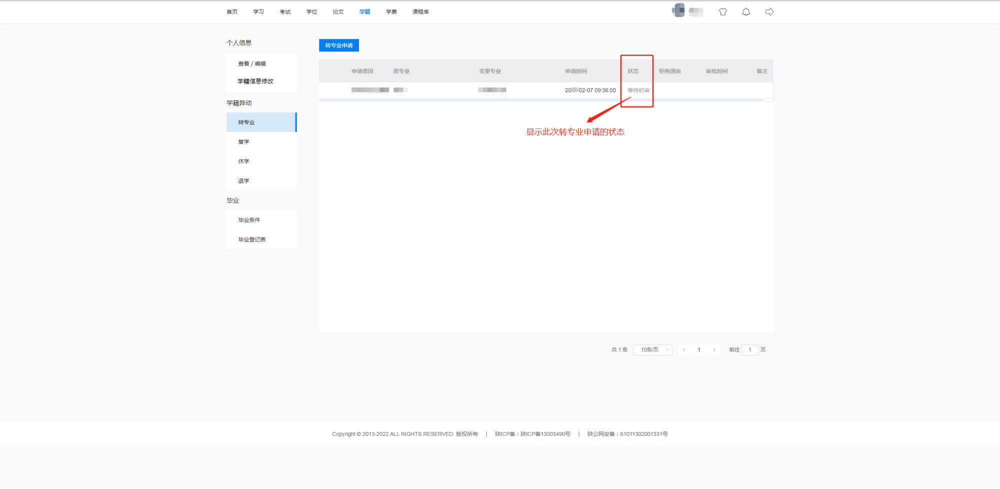 首页 学习 考试 学位 论文 学籍 学费 课程库
个人信息
查看 / 编辑
学籍信息修改
学籍异动
转专业
复学
休学
退学
毕业
毕业条件
毕业登记表
转专业申请
申请原因 原专业 变更专业 申请时间 状态 拒绝理由 审批时间 备注
20 -02-07 09:36:50 等待初审
显示此次转专业申请的状态
共 1 条 10条/页 1 前往 1 页
Copyright © 2013-2022 ALL RIGHTS RESERVED. 版权所有 | 陕ICP备：陕ICP备13003490号 | 陕公网安备：61011302001331号